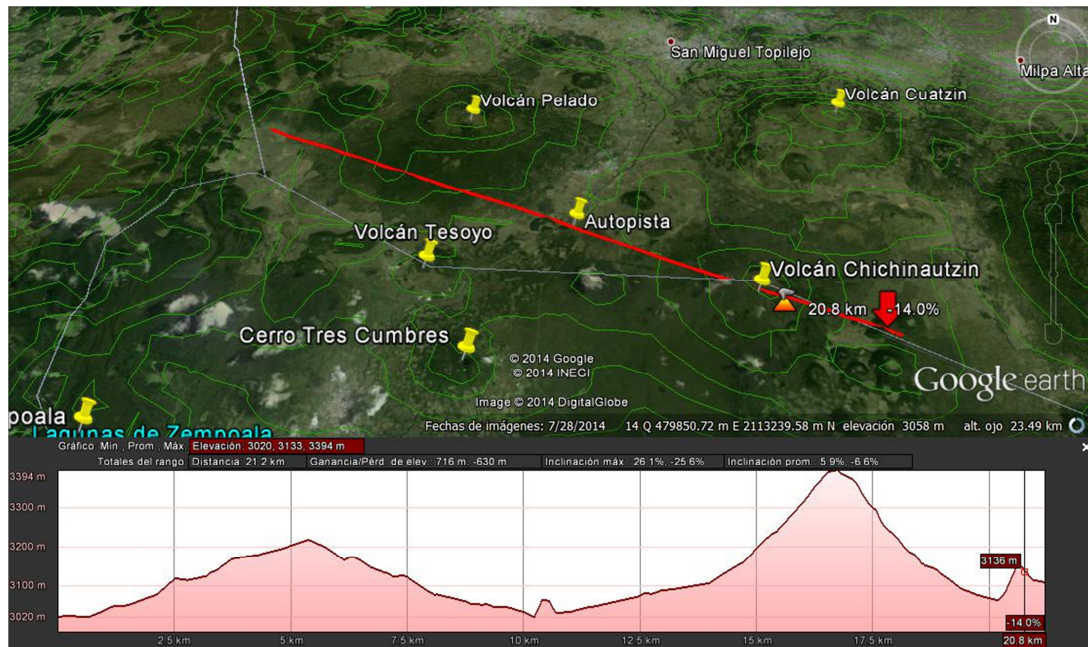 N
San Miguel Topilejo
Milpa Alta
Volcán Pelado
Volcán Cuatzin
Autopista
Volcán Tesoyo
Volcán Chichinautzin
20.8 km -14.0%
Cerro Tres Cumbres
© 2014 Google
© 2014 INEGI
Google earth
Image © 2014 DigitalGlobe
poala
Lagunas de Zempoala
Fechas de imágenes: 7/28/2014 14 Q 479850.72 m E 2113239.58 m N elevación 3058 m alt. ojo 23.49 km
Gráfico: Mín., Prom., Máx. Elevación: 3020, 3133, 3394 m
Totales del rango Distancia: 21.2 km Ganancia/Pérd. de elev.: 716 m, -630 m Inclinación máx. 26.1%, -25.6% Inclinación prom. 5.9%, -6.6%
3394 m
3300 m
3200 m
3136 m
3100 m
3020 m
-14.0%
2.5 km 5 km 7.5 km 10 km 12.5 km 15 km 17.5 km 20.8 km